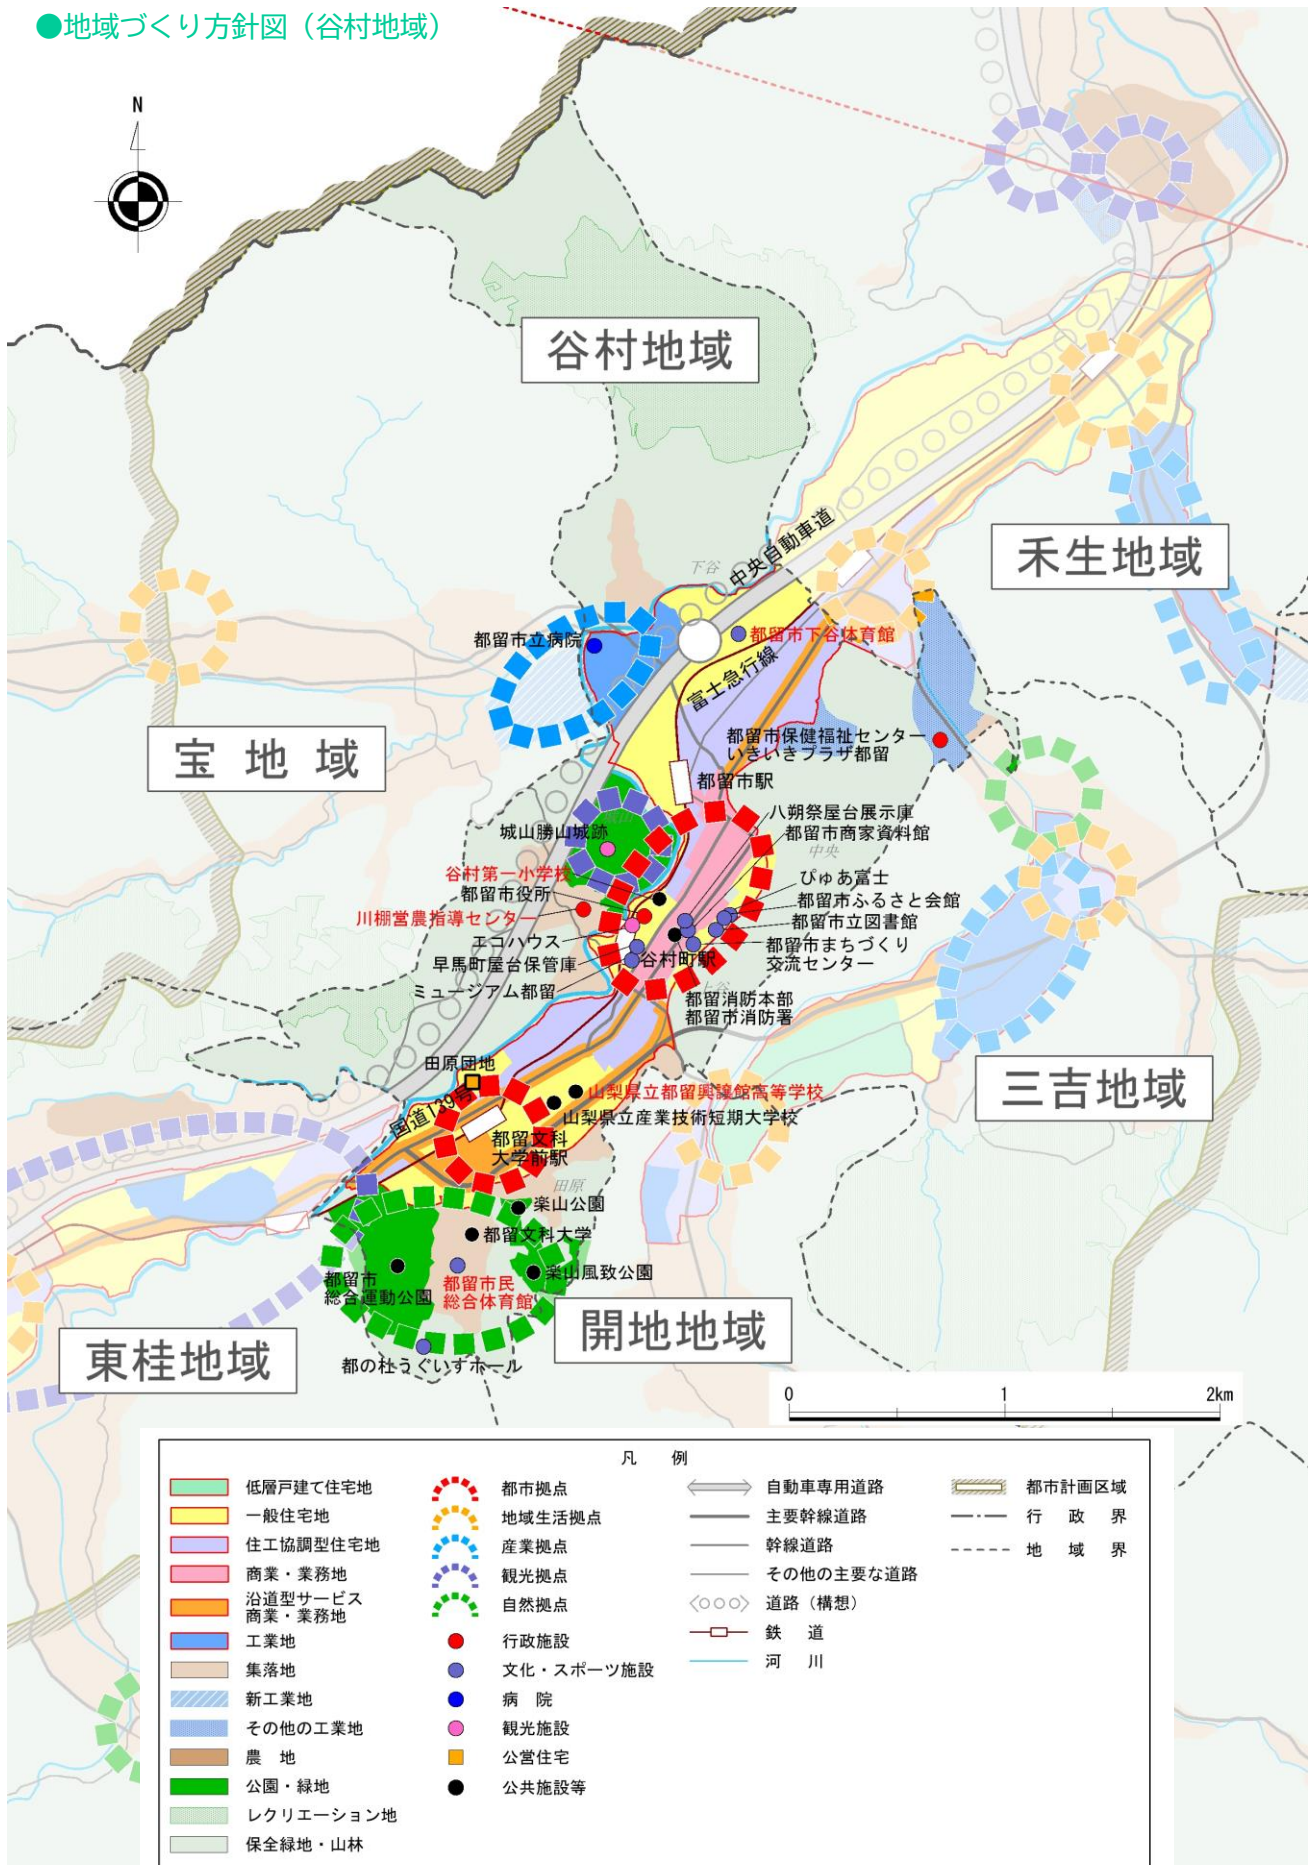 ●地域づくり方針図（谷村地域）
N
谷村地域
禾生地域
下谷
中央自動車道
都留市立病院
都留市下谷体育館
富士急行線
宝地域
都留市保健福祉センター
いきいきプラザ都留
都留市駅
八朔祭屋台展示庫
城山勝山城跡
都留市商家資料館
中央
谷村第一小学校
ぴゅあ富士
都留市役所
都留市ふるさと会館
川棚営農指導センター
都留市立図書館
エコハウス
都留市まちづくり
交流センター
早馬町屋台保管庫
谷村町駅
ミュージアム都留
上谷
都留消防本部
都留市消防署
田原団地
三吉地域
国道139号
山梨県立都留興譲館高等学校
山梨県立産業技術短期大学校
都留文科
大学前駅
田原
楽山公園
都留文科大学
楽山風致公園
都留市
総合運動公園
都留市民
総合体育館
開地地域
東桂地域
都の杜うぐいすホール
0 1 2km
凡 例
低層戸建て住宅地
一般住宅地
住工協調型住宅地
商業・業務地
沿道型サービス
商業・業務地
工業地
集落地
新工業地
その他の工業地
農 地
公園・緑地
レクリエーション地
保全緑地・山林
都市拠点
地域生活拠点
産業拠点
観光拠点
自然拠点
行政施設
文化・スポーツ施設
病 院
観光施設
公営住宅
公共施設等
自動車専用道路
主要幹線道路
幹線道路
その他の主要な道路
道路（構想）
鉄 道
河 川
都市計画区域
行 政 界
地 域 界